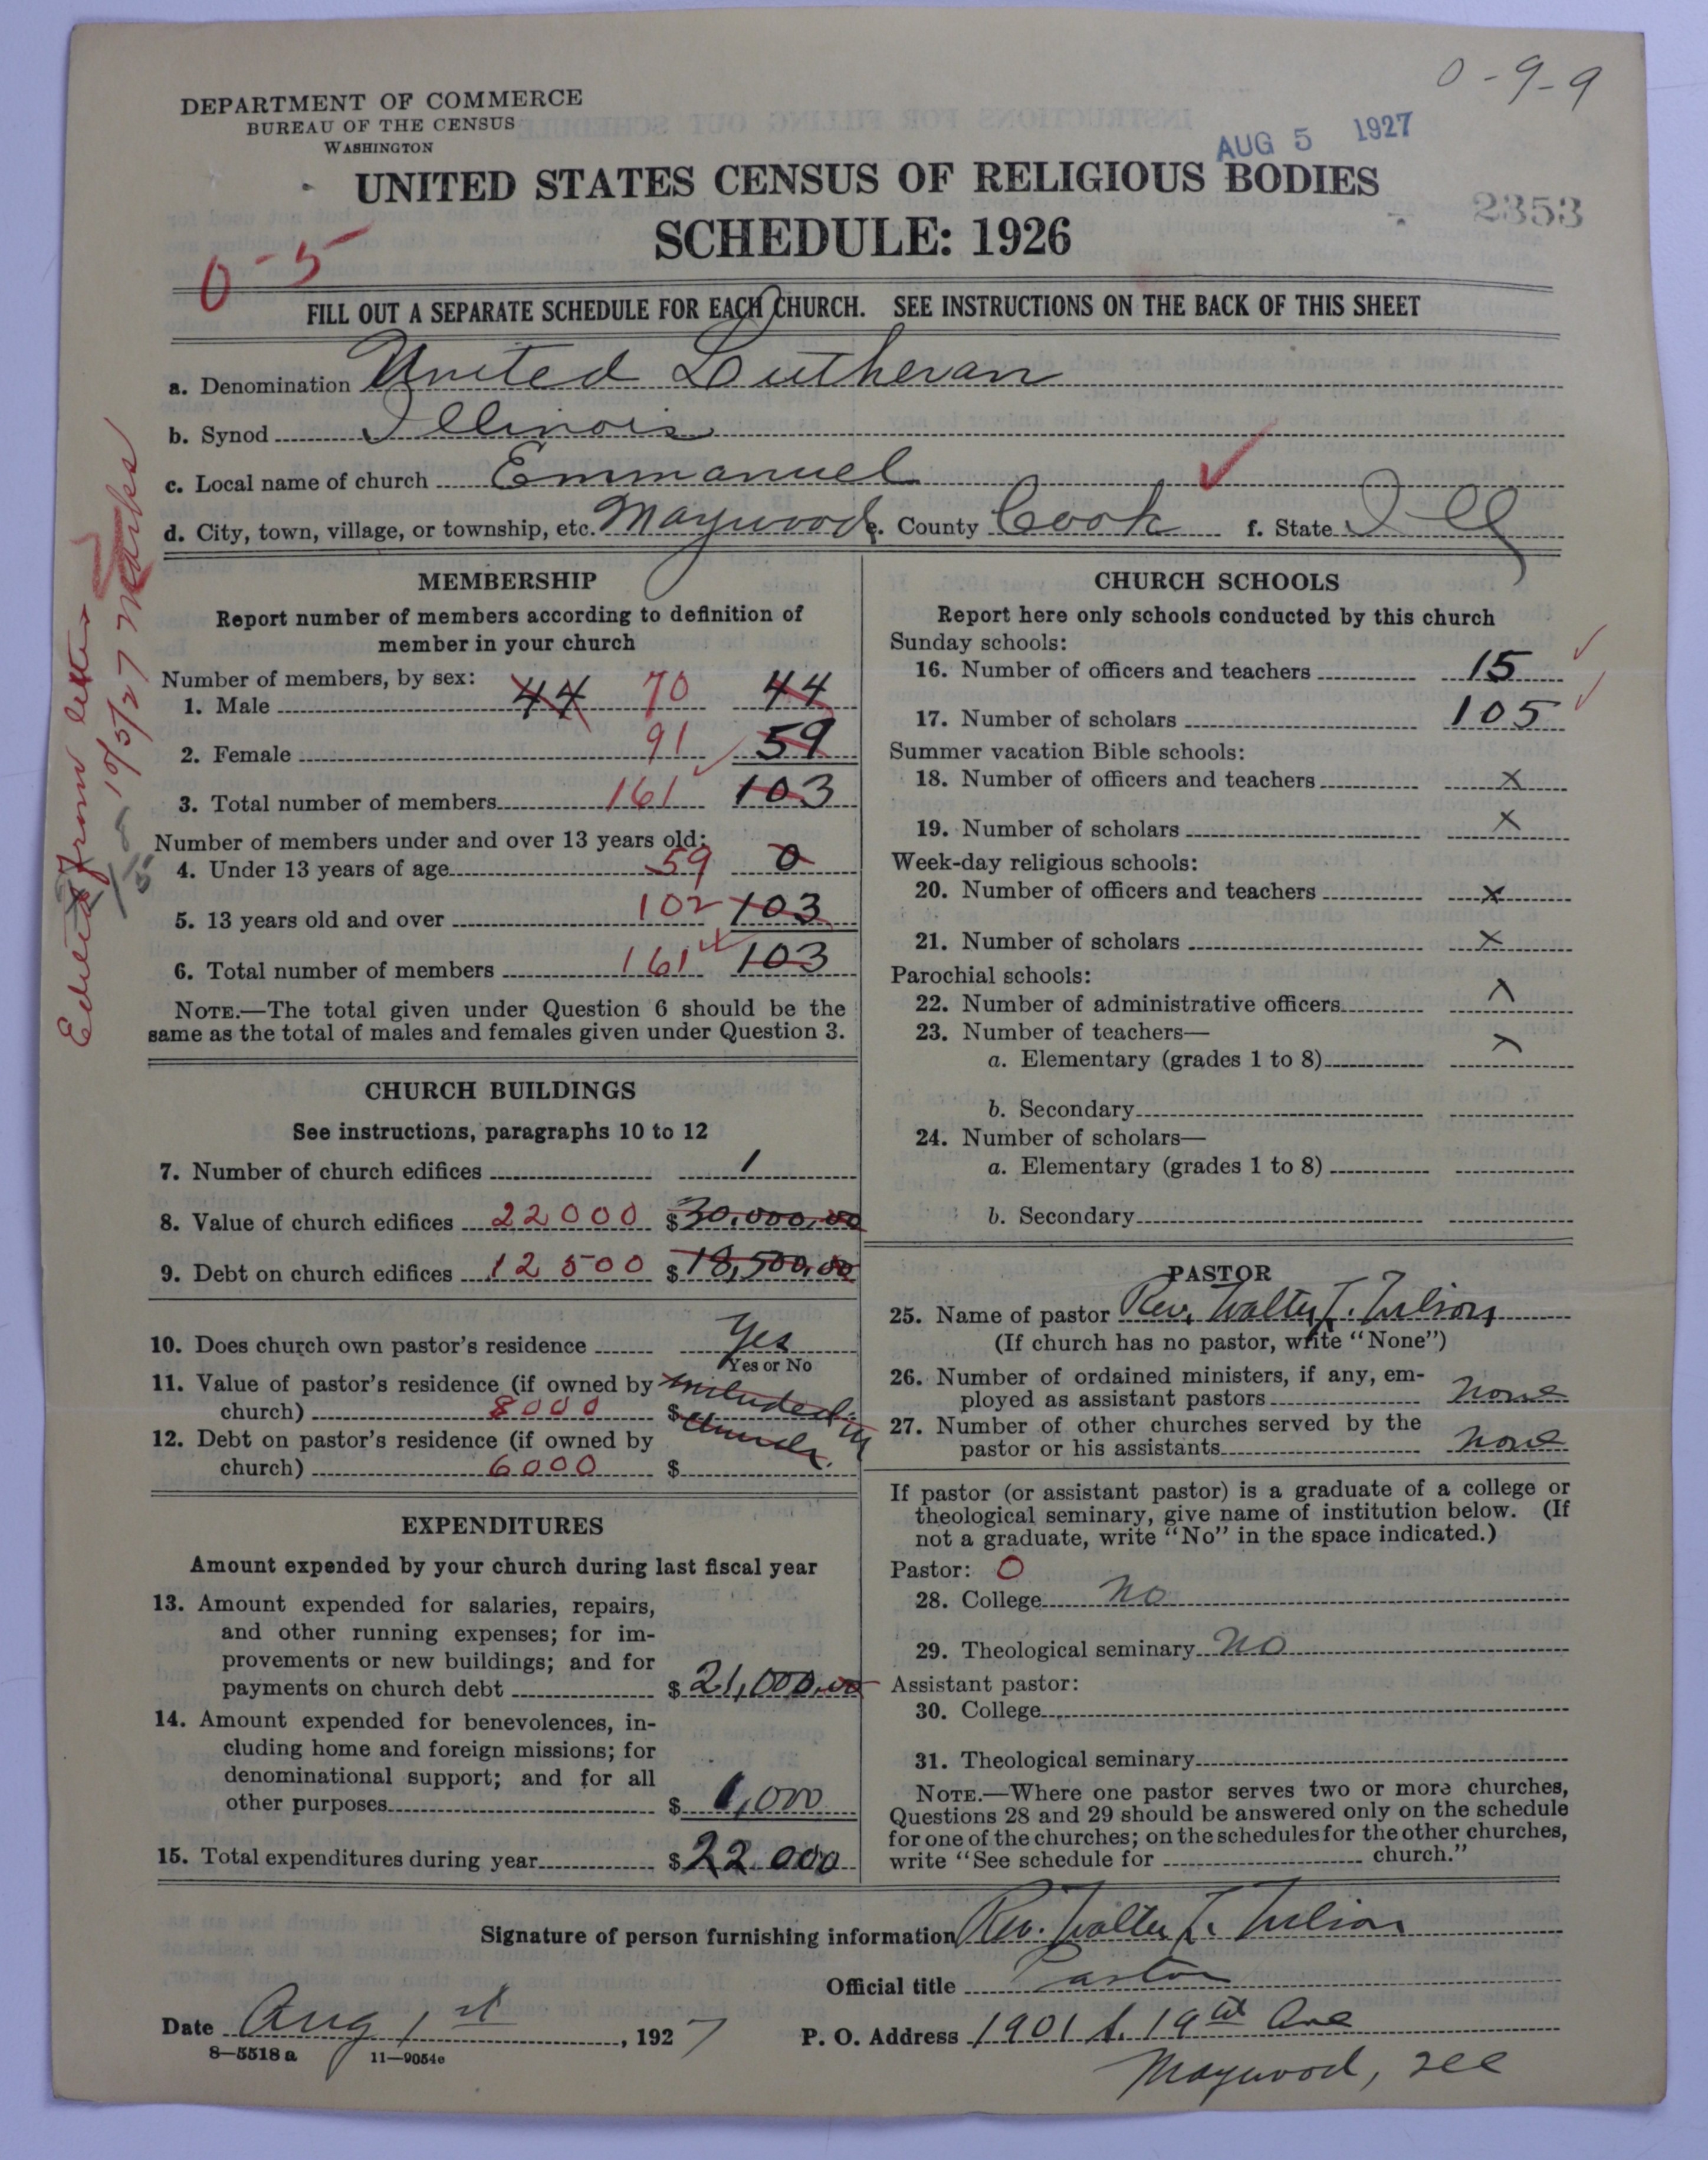 0-9-9
DEPARTMENT OF COMMERCE
BUREAU OF THE CENSUS
WASHINGTON
AUG 5 1927
UNITED STATES CENSUS OF RELIGIOUS BODIES
2353
SCHEDULE: 1926
0-5
FILL OUT A SEPARATE SCHEDULE FOR EACH CHURCH. SEE INSTRUCTIONS ON THE BACK OF THIS SHEET
a. Denomination United Lutheran
b. Synod Illinois
c. Local name of church Emmanuel ✓
d. City, town, village, or township, etc. Maywood e. County Cook f. State Ill
from letter
10/5/27 Marks
MEMBERSHIP
Report number of members according to definition of
member in your church
Number of members, by sex:
1. Male 44 70 44
2. Female 91 59
3. Total number of members 161 103
Number of members under and over 13 years old:
4. Under 13 years of age 59 0
5. 13 years old and over 102 103
6. Total number of members 161 103
NOTE.—The total given under Question 6 should be the
same as the total of males and females given under Question 3.
CHURCH BUILDINGS
See instructions, paragraphs 10 to 12
7. Number of church edifices 1
8. Value of church edifices 22000 $30,000.00
9. Debt on church edifices 12500 $18,500.00
10. Does church own pastor's residence Yes
Yes or No
11. Value of pastor's residence (if owned by included in
church) 8000 $ church.
12. Debt on pastor's residence (if owned by
church) 6000 $
EXPENDITURES
Amount expended by your church during last fiscal year
13. Amount expended for salaries, repairs,
and other running expenses; for im-
provements or new buildings; and for
payments on church debt $21,000.00
14. Amount expended for benevolences, in-
cluding home and foreign missions; for
denominational support; and for all
other purposes $1,000
15. Total expenditures during year $22000
CHURCH SCHOOLS
Report here only schools conducted by this church
Sunday schools:
16. Number of officers and teachers 15 ✓
17. Number of scholars 105 ✓
Summer vacation Bible schools:
18. Number of officers and teachers x
19. Number of scholars x
Week-day religious schools:
20. Number of officers and teachers x
21. Number of scholars x
Parochial schools:
22. Number of administrative officers x
23. Number of teachers—
a. Elementary (grades 1 to 8) x
b. Secondary
24. Number of scholars—
a. Elementary (grades 1 to 8)
b. Secondary
PASTOR
25. Name of pastor Rev. Walter
(If church has no pastor, write "None")
26. Number of ordained ministers, if any, em-
ployed as assistant pastors None
27. Number of other churches served by the
pastor or his assistants None
If pastor (or assistant pastor) is a graduate of a college or
theological seminary, give name of institution below. (If
not a graduate, write "No" in the space indicated.)
Pastor: 0
28. College No
29. Theological seminary No
Assistant pastor:
30. College
31. Theological seminary
NOTE.—Where one pastor serves two or more churches,
Questions 28 and 29 should be answered only on the schedule
for one of the churches; on the schedules for the other churches,
write "See schedule for church."
Signature of person furnishing information Rev. Walter
Official title Pastor
Date Aug 1st, 1927 P. O. Address 1901 S. 19th Ave
8—5518a 11—9054c
Maywood, Ill